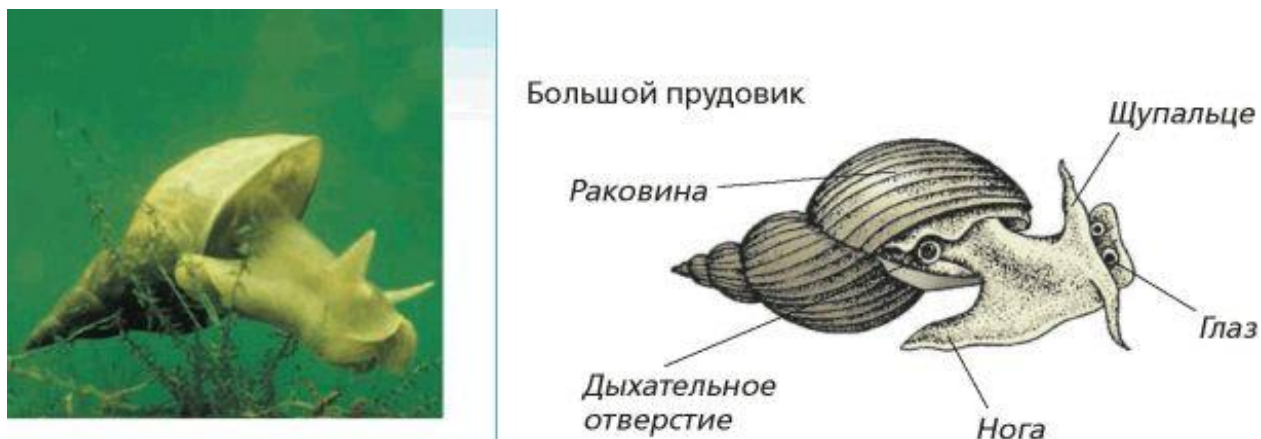 Большой прудовик
Щупальце
Раковина
Глаз
Дыхательное
отверстие
Нога